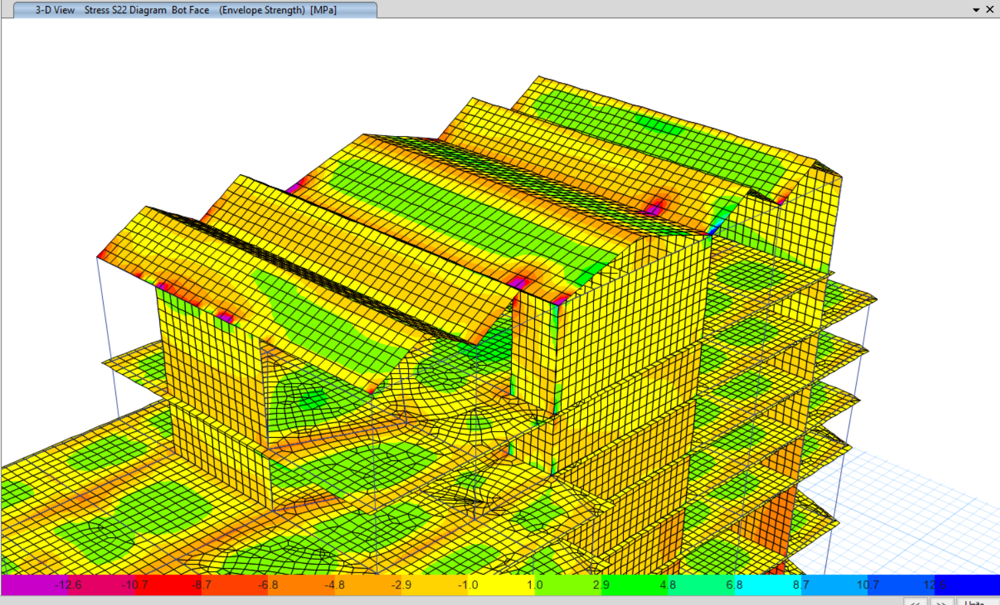 3-D View    Stress S22 Diagram  Bot Face    (Envelope Strength)  [MPa]
-12.6 -10.7 -8.7 -6.8 -4.8 -2.9 -1.0 1.0 2.9 4.8 6.8 8.7 10.7 12.6
<< >> Units